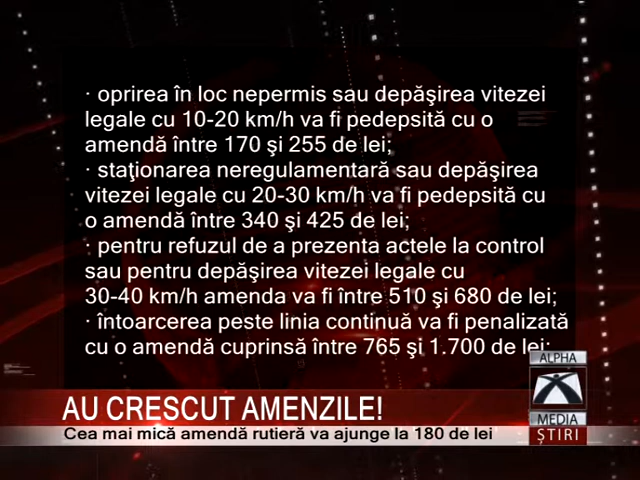 · oprirea în loc nepermis sau depăşirea vitezei
legale cu 10-20 km/h va fi pedepsită cu o
amendă între 170 şi 255 de lei;
· staţionarea neregulamentară sau depăşirea
vitezei legale cu 20-30 km/h va fi pedepsită cu
o amendă între 340 şi 425 de lei;
· pentru refuzul de a prezenta actele la control
sau pentru depăşirea vitezei legale cu
30-40 km/h amenda va fi între 510 şi 680 de lei;
· întoarcerea peste linia continuă va fi penalizată
cu o amendă cuprinsă între 765 şi 1.700 de lei;
ALPHA
MEDIA
ŞTIRI
AU CRESCUT AMENZILE!
Cea mai mică amendă rutieră va ajunge la 180 de lei